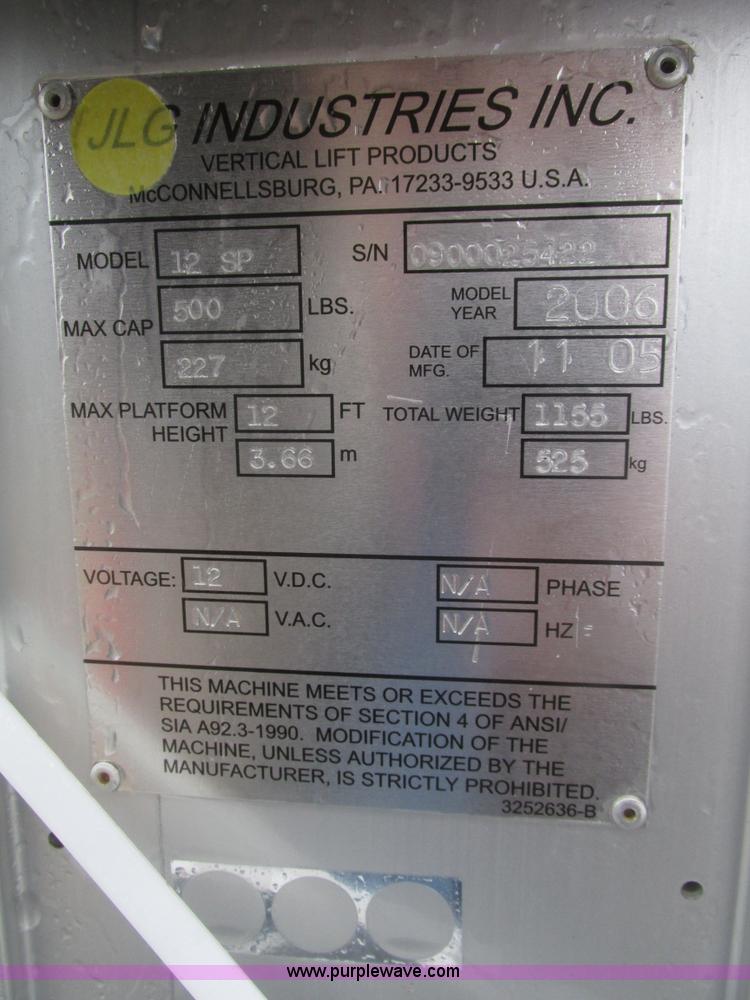 JLG INDUSTRIES INC.
VERTICAL LIFT PRODUCTS
McCONNELLSBURG, PA. 17233-9533 U.S.A.
MODEL 12 SP S/N 0900025422
MAX CAP 500 LBS. MODEL YEAR 2006
227 kg DATE OF MFG. 11 05
MAX PLATFORM HEIGHT 12 FT TOTAL WEIGHT 1155 LBS.
3.66 m 525 kg
VOLTAGE: 12 V.D.C. N/A PHASE
N/A V.A.C. N/A HZ
THIS MACHINE MEETS OR EXCEEDS THE
REQUIREMENTS OF SECTION 4 OF ANSI/
SIA A92.3-1990. MODIFICATION OF THE
MACHINE, UNLESS AUTHORIZED BY THE
MANUFACTURER, IS STRICTLY PROHIBITED.
3252636-B
www.purplewave.com